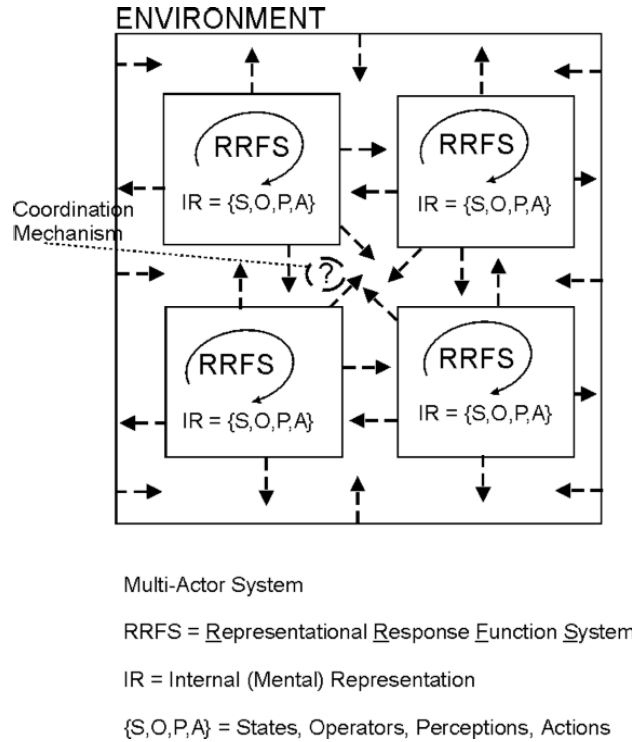 ENVIRONMENT
RRFS
IR = {S,O,P,A}
RRFS
IR = {S,O,P,A}
Coordination
Mechanism
?
RRFS
IR = {S,O,P,A}
RRFS
IR = {S,O,P,A}
Multi-Actor System
RRFS = Representational Response Function System
IR = Internal (Mental) Representation
{S,O,P,A} = States, Operators, Perceptions, Actions